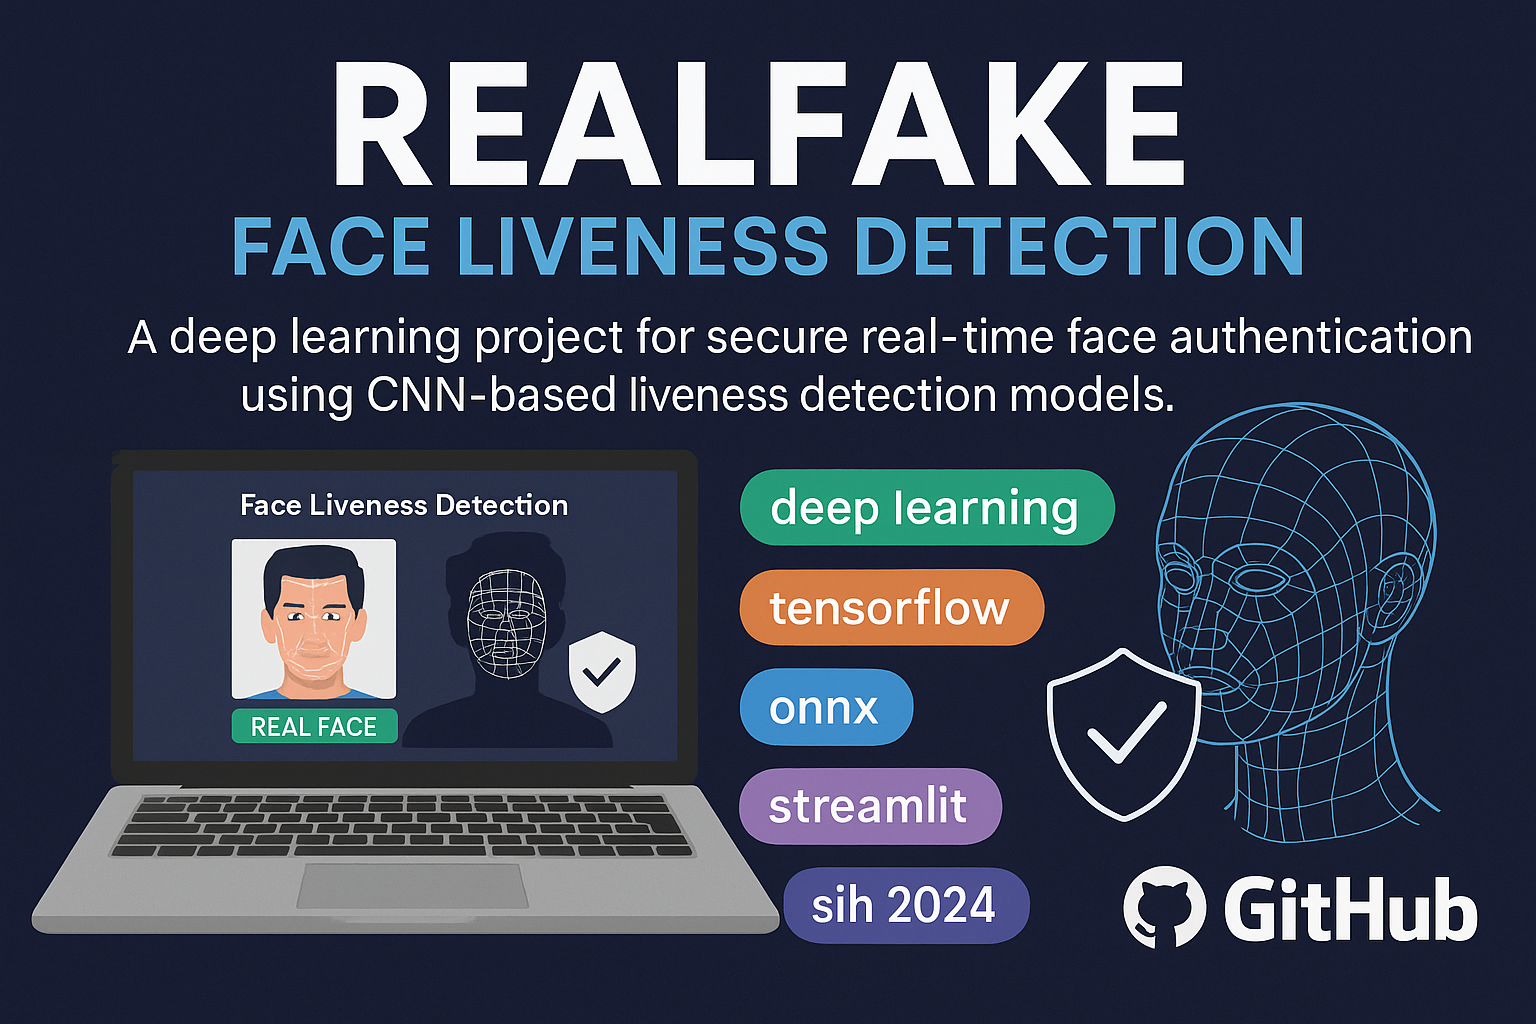 REALFAKE
FACE LIVENESS DETECTION
A deep learning project for secure real-time face authentication
using CNN-based liveness detection models.
Face Liveness Detection
REAL FACE
deep learning
tensorflow
onnx
streamlit
sih 2024
GitHub